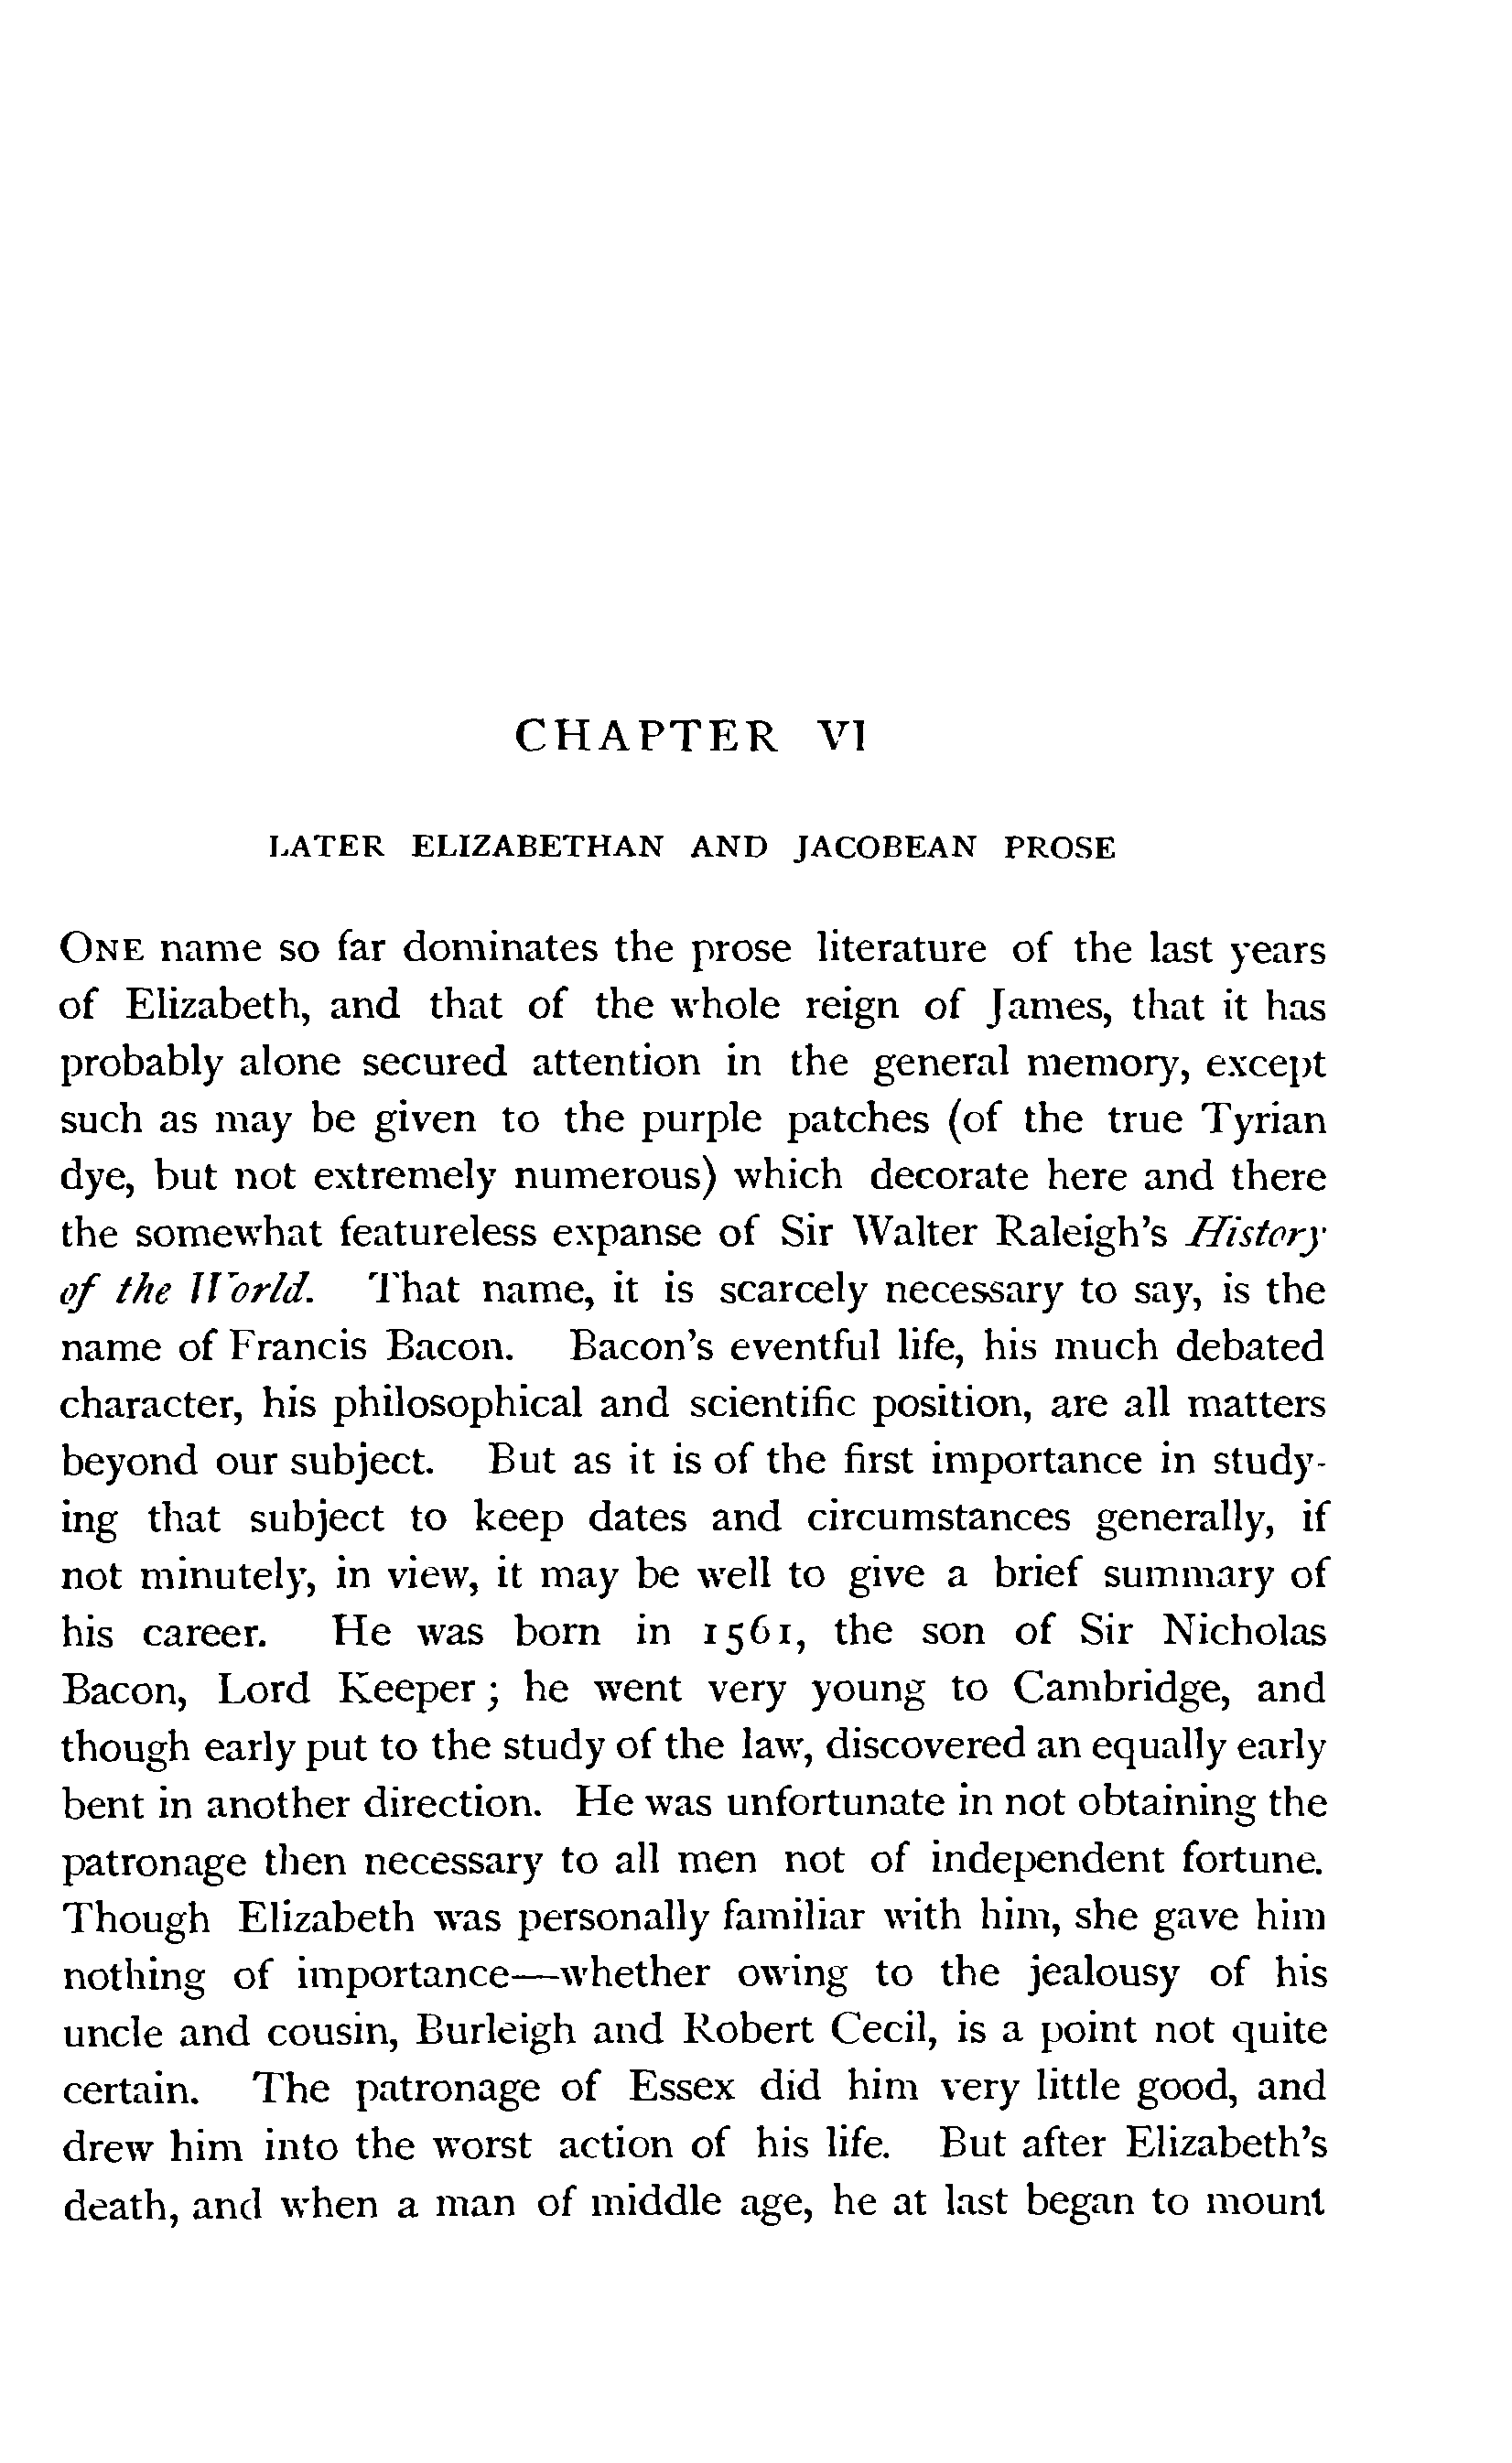 CHAPTER VI
LATER ELIZABETHAN AND JACOBEAN PROSE
ONE name so far dominates the prose literature of the last years
of Elizabeth, and that of the whole reign of James, that it has
probably alone secured attention in the general memory, except
such as may be given to the purple patches (of the true Tyrian
dye, but not extremely numerous) which decorate here and there
the somewhat featureless expanse of Sir Walter Raleigh's History
of the World. That name, it is scarcely necessary to say, is the
name of Francis Bacon. Bacon's eventful life, his much debated
character, his philosophical and scientific position, are all matters
beyond our subject. But as it is of the first importance in study-
ing that subject to keep dates and circumstances generally, if
not minutely, in view, it may be well to give a brief summary of
his career. He was born in 1561, the son of Sir Nicholas
Bacon, Lord Keeper; he went very young to Cambridge, and
though early put to the study of the law, discovered an equally early
bent in another direction. He was unfortunate in not obtaining the
patronage then necessary to all men not of independent fortune.
Though Elizabeth was personally familiar with him, she gave him
nothing of importance—whether owing to the jealousy of his
uncle and cousin, Burleigh and Robert Cecil, is a point not quite
certain. The patronage of Essex did him very little good, and
drew him into the worst action of his life. But after Elizabeth's
death, and when a man of middle age, he at last began to mount